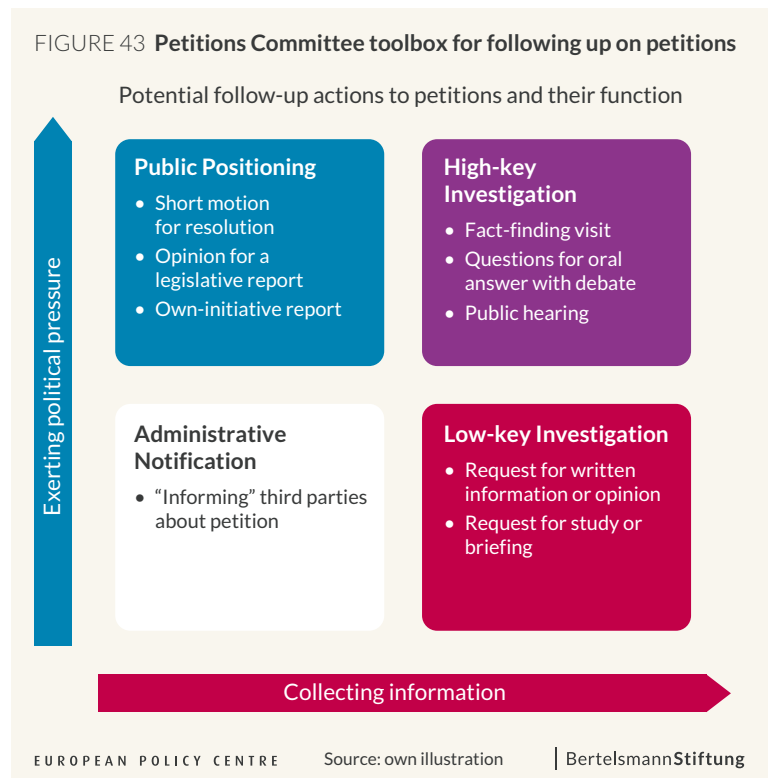 FIGURE 43 Petitions Committee toolbox for following up on petitions
Potential follow-up actions to petitions and their function
Exerting political pressure
Public Positioning
• Short motion
for resolution
• Opinion for a
legislative report
• Own-initiative report
High-key
Investigation
• Fact-finding visit
• Questions for oral
answer with debate
• Public hearing
Administrative
Notification
• “Informing” third parties
about petition
Low-key Investigation
• Request for written
information or opinion
• Request for study or
briefing
Collecting information
EUROPEAN POLICY CENTRE Source: own illustration | BertelsmannStiftung